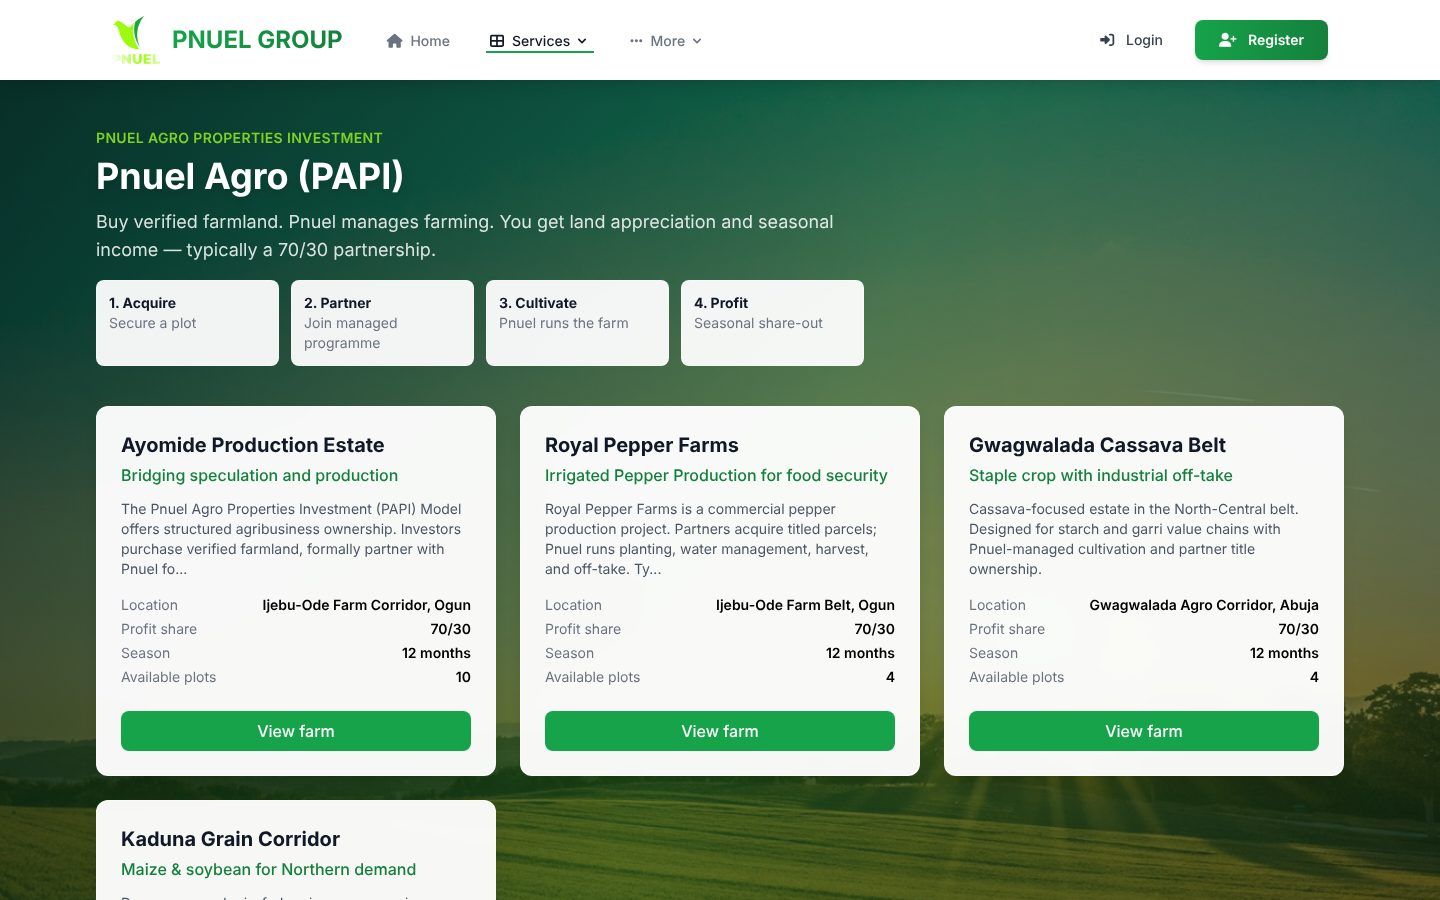 PNUEL
PNUEL GROUP
Home
Services
More
Login
Register
PNUEL AGRO PROPERTIES INVESTMENT
Pnuel Agro (PAPI)
Buy verified farmland. Pnuel manages farming. You get land appreciation and seasonal
income — typically a 70/30 partnership.
1. Acquire
Secure a plot
2. Partner
Join managed
programme
3. Cultivate
Pnuel runs the farm
4. Profit
Seasonal share-out
Ayomide Production Estate
Bridging speculation and production
The Pnuel Agro Properties Investment (PAPI) Model
offers structured agribusiness ownership. Investors
purchase verified farmland, formally partner with
Pnuel fo...
Location Ijebu-Ode Farm Corridor, Ogun
Profit share 70/30
Season 12 months
Available plots 10
View farm
Royal Pepper Farms
Irrigated Pepper Production for food security
Royal Pepper Farms is a commercial pepper
production project. Partners acquire titled parcels;
Pnuel runs planting, water management, harvest,
and off-take. Ty...
Location Ijebu-Ode Farm Belt, Ogun
Profit share 70/30
Season 12 months
Available plots 4
View farm
Gwagwalada Cassava Belt
Staple crop with industrial off-take
Cassava-focused estate in the North-Central belt.
Designed for starch and garri value chains with
Pnuel-managed cultivation and partner title
ownership.
Location Gwagwalada Agro Corridor, Abuja
Profit share 70/30
Season 12 months
Available plots 4
View farm
Kaduna Grain Corridor
Maize & soybean for Northern demand